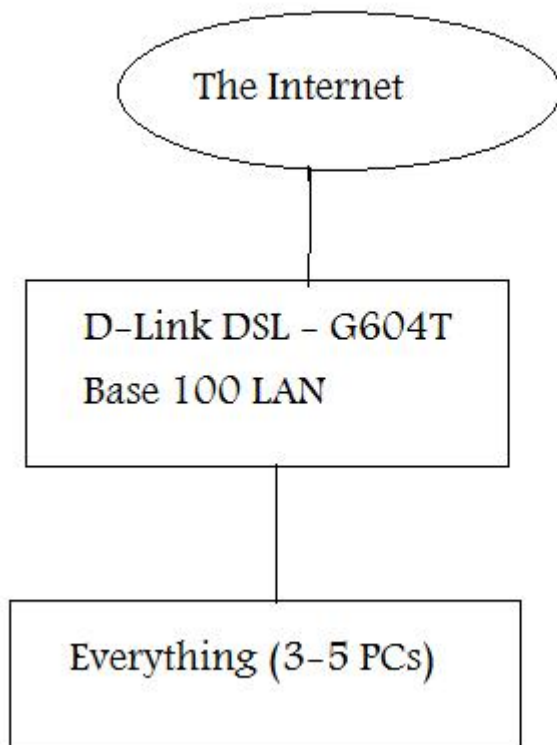 The Internet
D-Link DSL - G604T
Base 100 LAN
Everything (3-5 PCs)